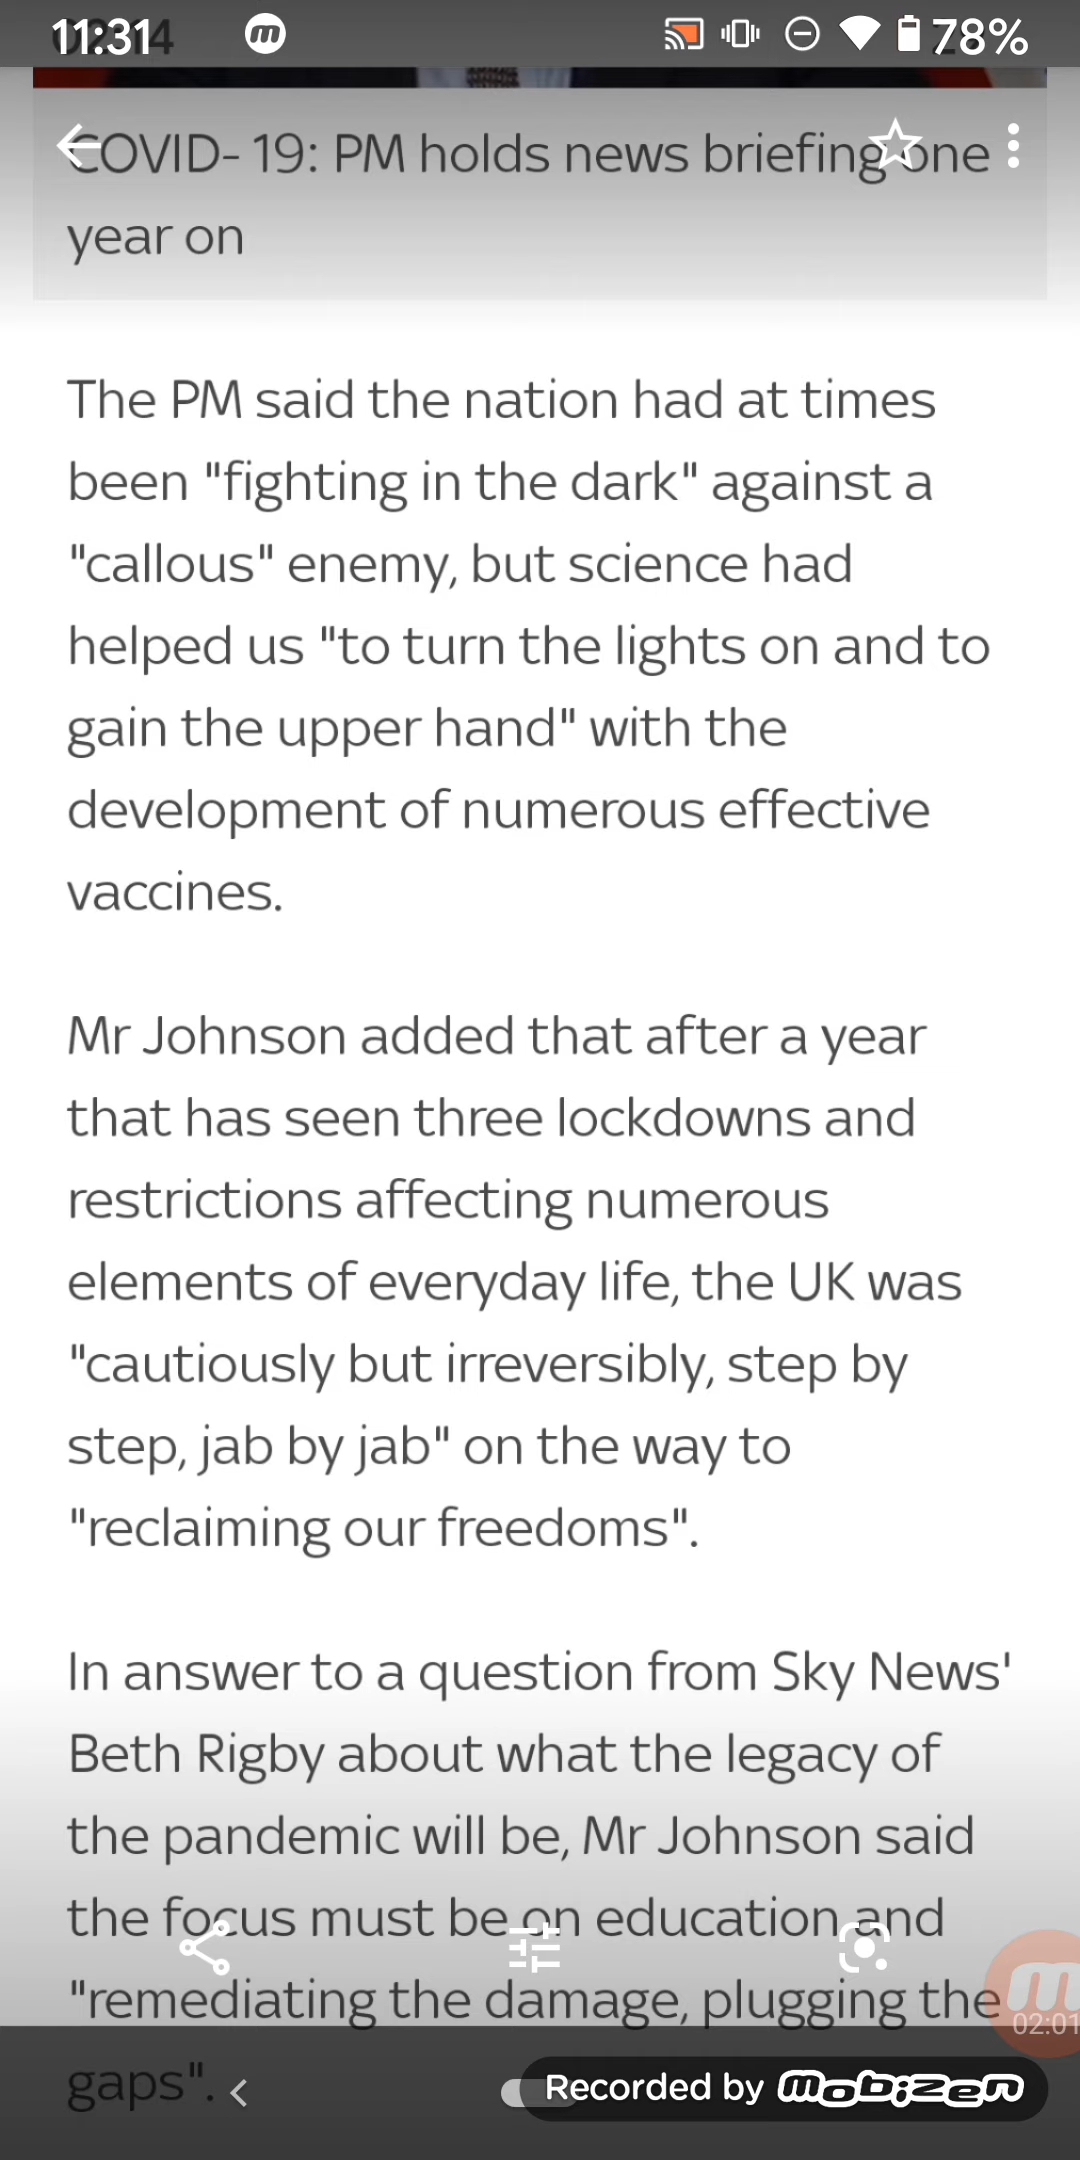 11:31
78%
COVID- 19: PM holds news briefing one
year on
The PM said the nation had at times
been "fighting in the dark" against a
"callous" enemy, but science had
helped us "to turn the lights on and to
gain the upper hand" with the
development of numerous effective
vaccines.
Mr Johnson added that after a year
that has seen three lockdowns and
restrictions affecting numerous
elements of everyday life, the UK was
"cautiously but irreversibly, step by
step, jab by jab" on the way to
"reclaiming our freedoms".
In answer to a question from Sky News'
Beth Rigby about what the legacy of
the pandemic will be, Mr Johnson said
the focus must be on education and
"remediating the damage, plugging the
02:01
gaps".
Recorded by mobizen